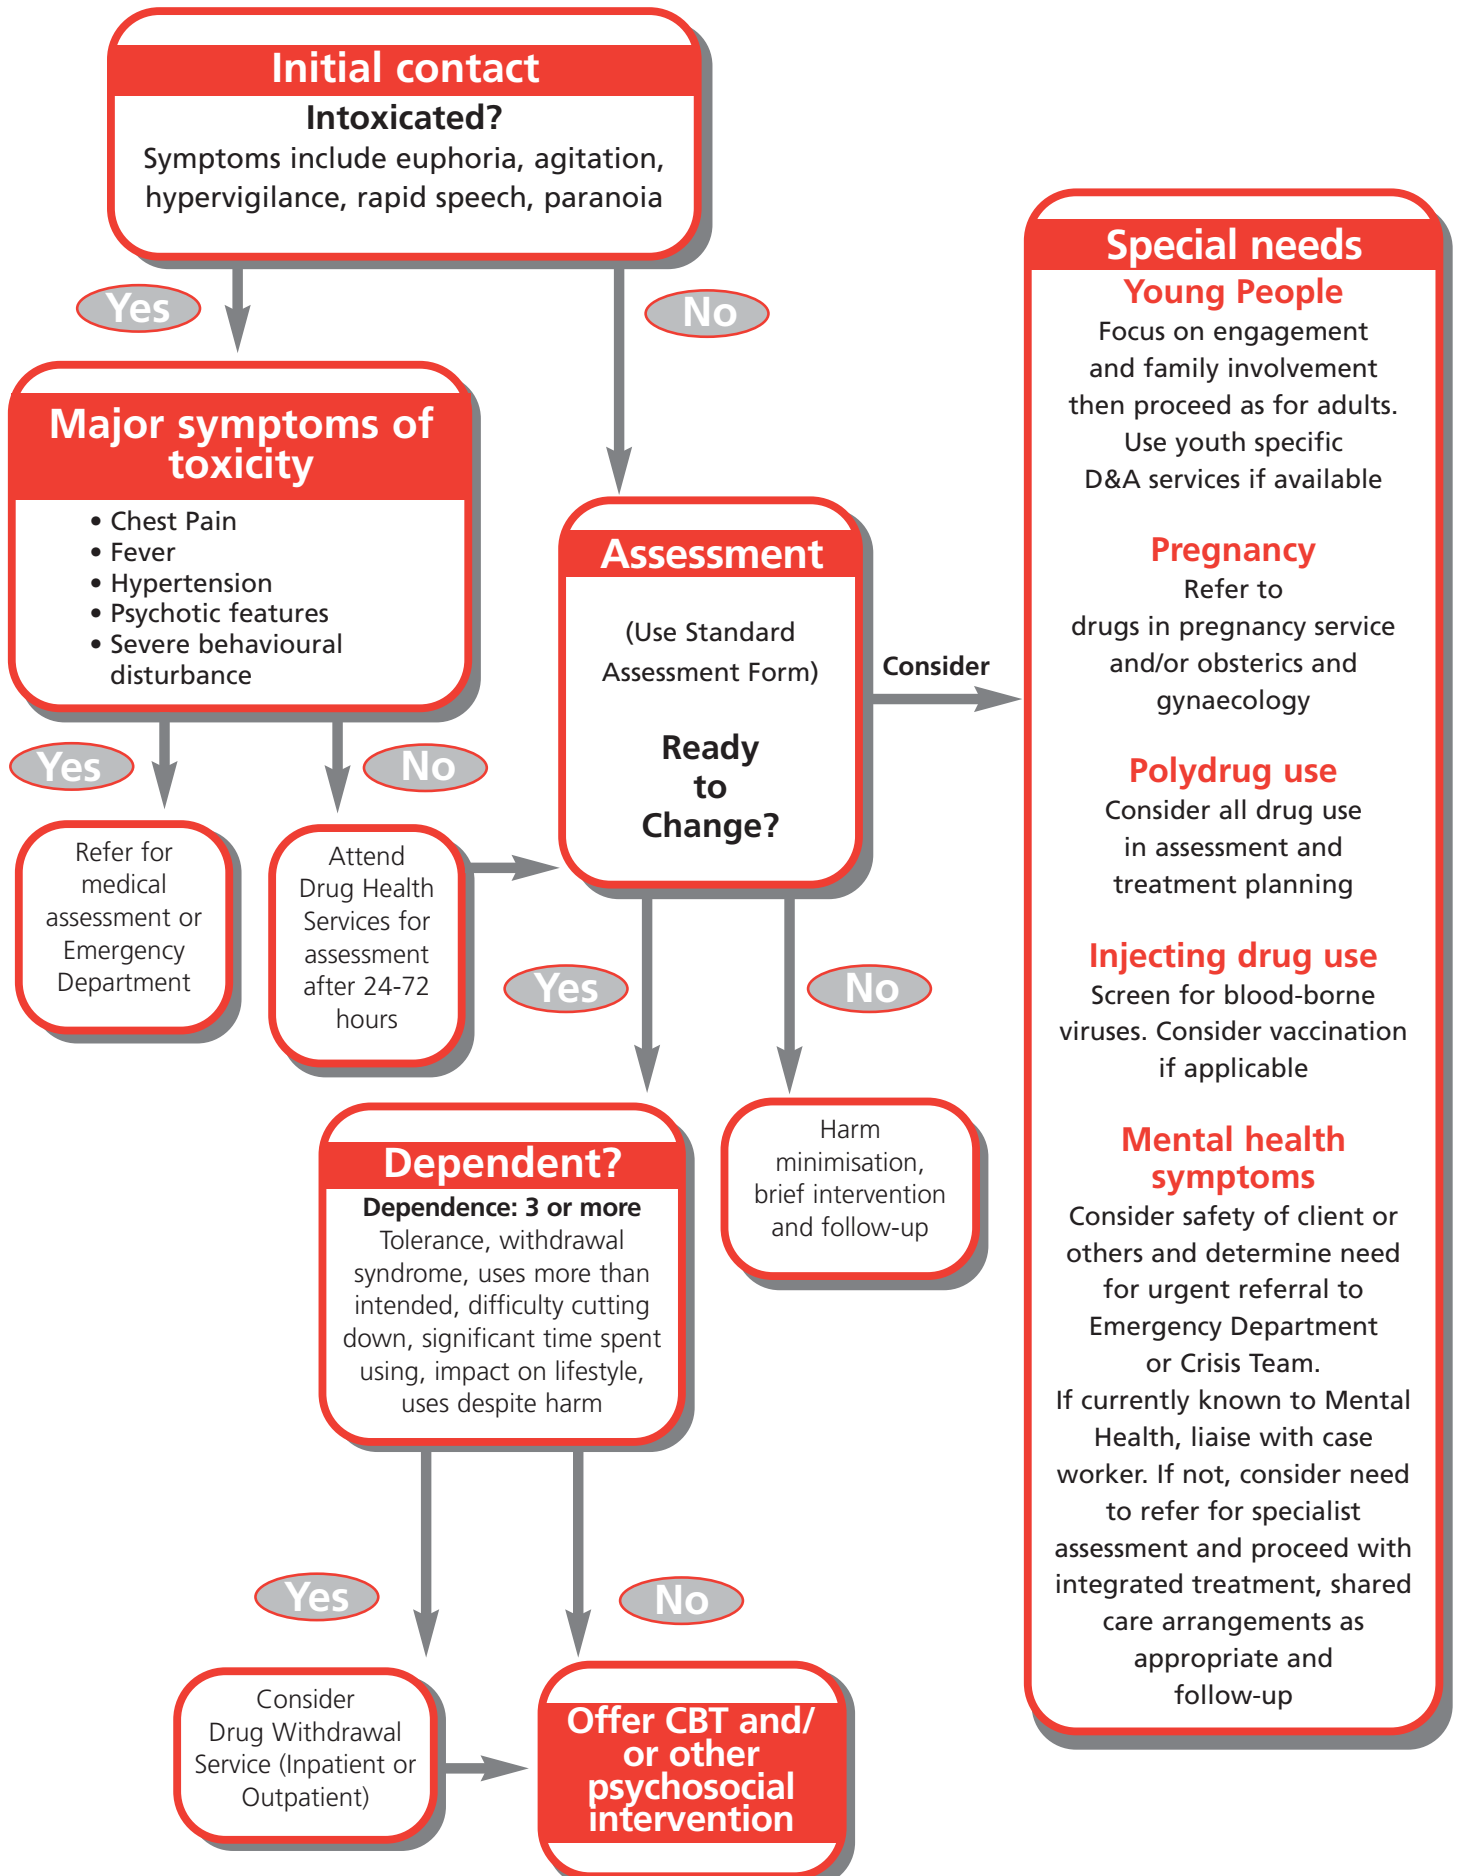 Initial contact
Intoxicated?
Symptoms include euphoria, agitation,
hypervigilance, rapid speech, paranoia
Yes
No
Major symptoms of
toxicity
• Chest Pain
• Fever
• Hypertension
• Psychotic features
• Severe behavioural
disturbance
Yes
No
Refer for
medical
assessment or
Emergency
Department
Attend
Drug Health
Services for
assessment
after 24-72
hours
Assessment
(Use Standard
Assessment Form)
Ready
to
Change?
Consider
Yes
No
Harm
minimisation,
brief intervention
and follow-up
Dependent?
Dependence: 3 or more
Tolerance, withdrawal
syndrome, uses more than
intended, difficulty cutting
down, significant time spent
using, impact on lifestyle,
uses despite harm
Yes
No
Consider
Drug Withdrawal
Service (Inpatient or
Outpatient)
Offer CBT and/
or other
psychosocial
intervention
Special needs
Young People
Focus on engagement
and family involvement
then proceed as for adults.
Use youth specific
D&A services if available
Pregnancy
Refer to
drugs in pregnancy service
and/or obsterics and
gynaecology
Polydrug use
Consider all drug use
in assessment and
treatment planning
Injecting drug use
Screen for blood-borne
viruses. Consider vaccination
if applicable
Mental health
symptoms
Consider safety of client or
others and determine need
for urgent referral to
Emergency Department
or Crisis Team.
If currently known to Mental
Health, liaise with case
worker. If not, consider need
to refer for specialist
assessment and proceed with
integrated treatment, shared
care arrangements as
appropriate and
follow-up